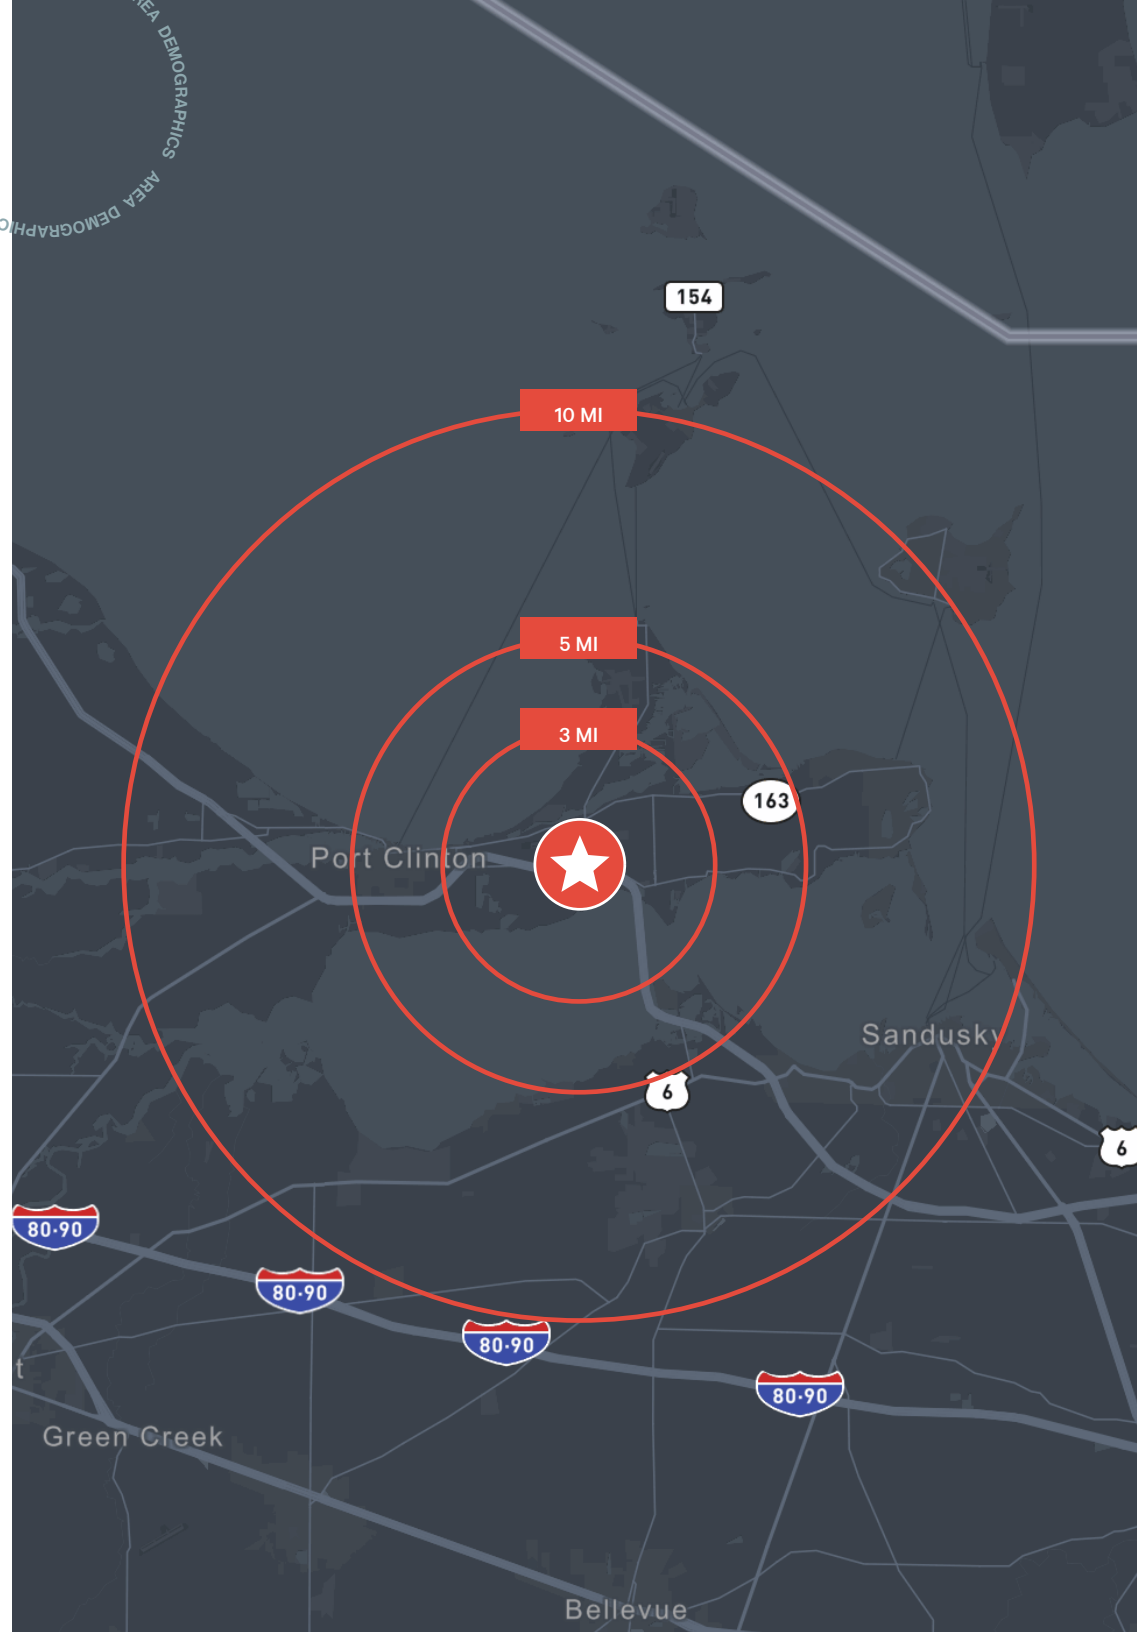 AREA DEMOGRAPHICS
AREA DEMOGRAPHICS
154
10 MI
5 MI
3 MI
163
Port Clinton
Sandusky
6
6
80·90
80·90
80·90
80·90
t
Green Creek
Bellevue